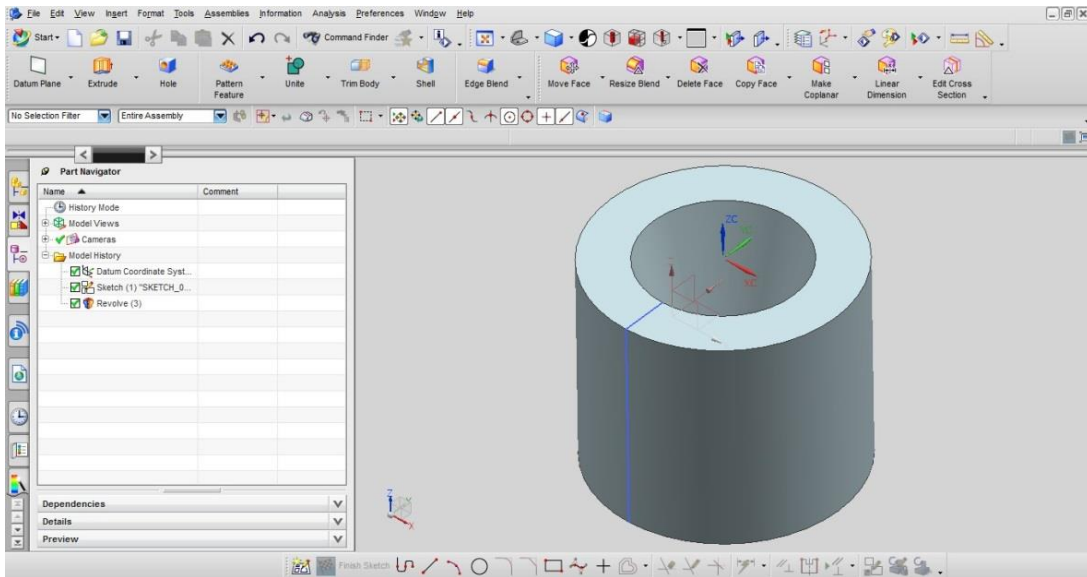 File Edit View Insert Format Tools Assemblies Information Analysis Preferences Window Help
Start Command Finder
Datum Plane Extrude Hole Pattern Feature Unite Trim Body Shell Edge Blend Move Face Resize Blend Delete Face Copy Face Make Coplanar Linear Dimension Edit Cross Section
No Selection Filter Entire Assembly
Part Navigator
Name Comment
History Mode
Model Views
Cameras
Model History
Datum Coordinate Syst...
Sketch (1) "SKETCH_0...
Revolve (3)
ZC
XC
Dependencies
Details
Preview
Z
X
Finish Sketch